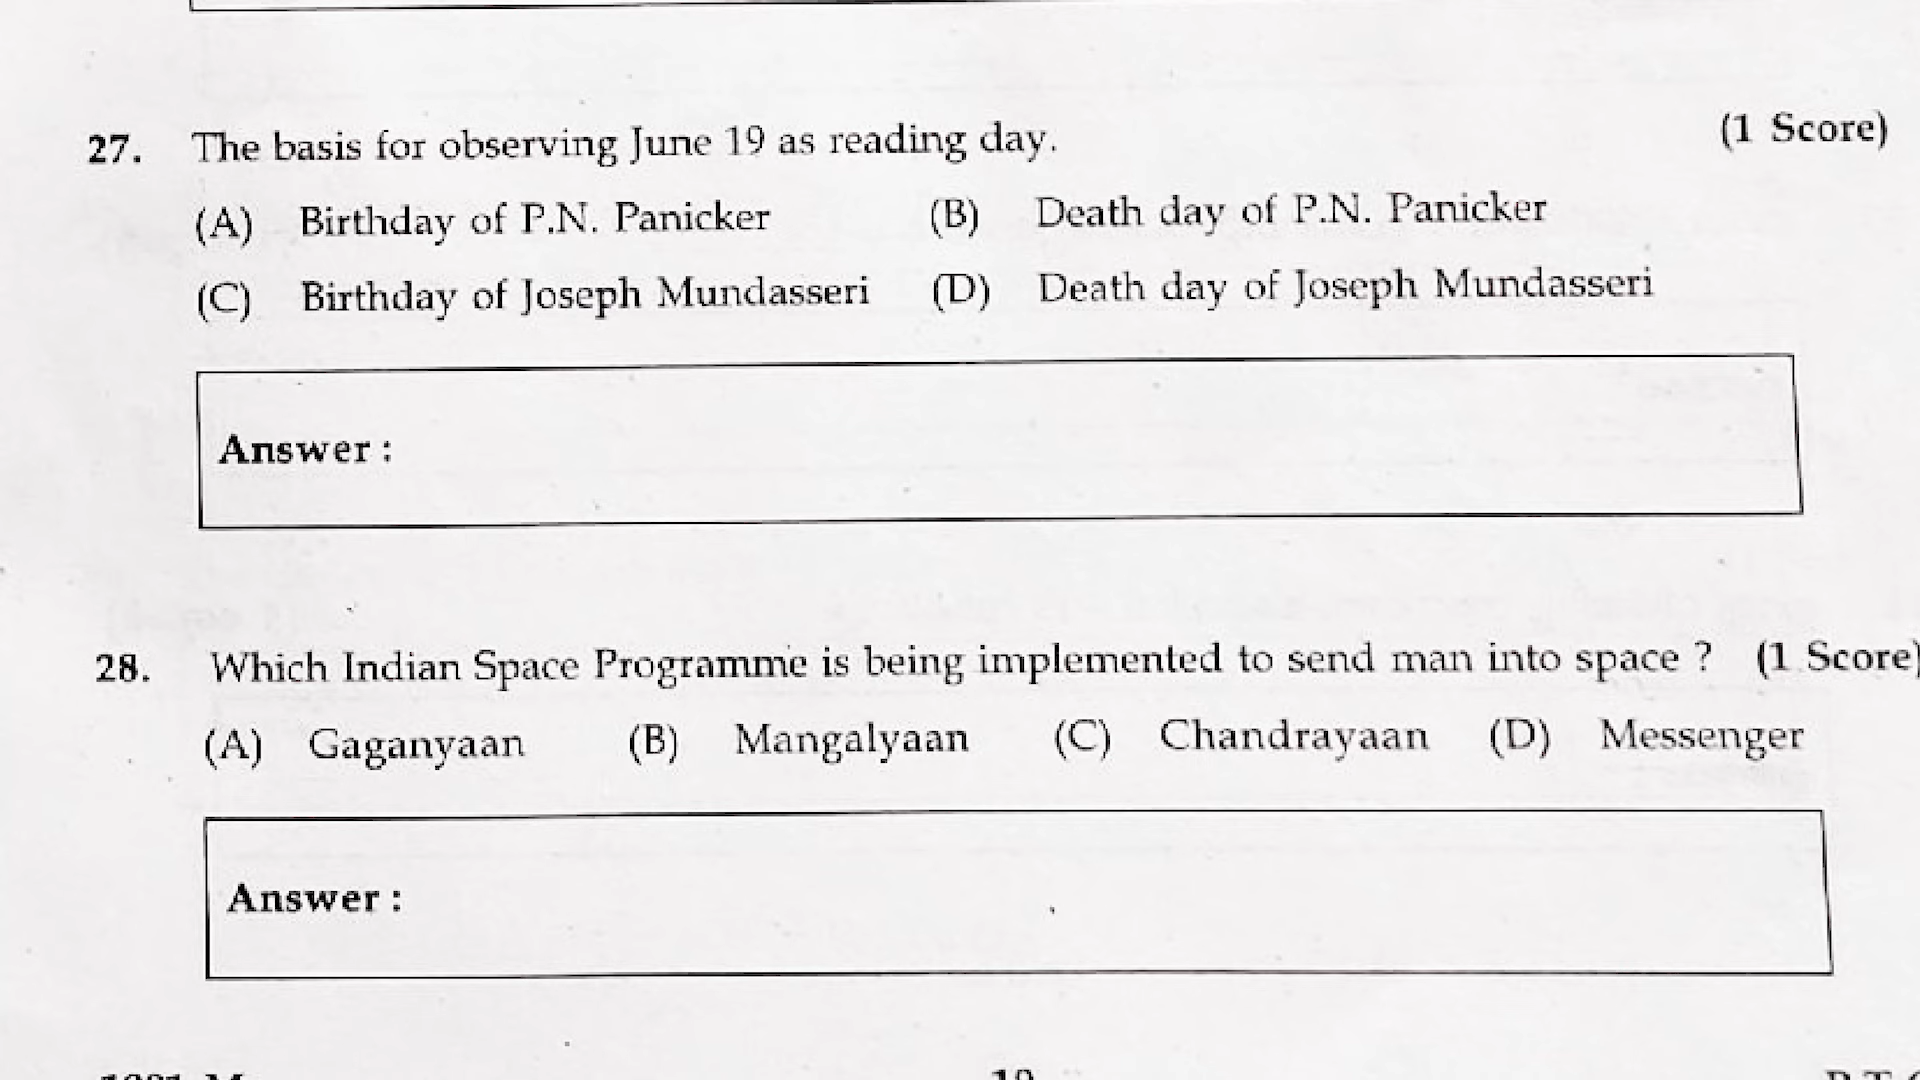 27. The basis for observing June 19 as reading day. (1 Score)
(A) Birthday of P.N. Panicker (B) Death day of P.N. Panicker
(C) Birthday of Joseph Mundasseri (D) Death day of Joseph Mundasseri
Answer :
28. Which Indian Space Programme is being implemented to send man into space ? (1 Score)
(A) Gaganyaan (B) Mangalyaan (C) Chandrayaan (D) Messenger
Answer :